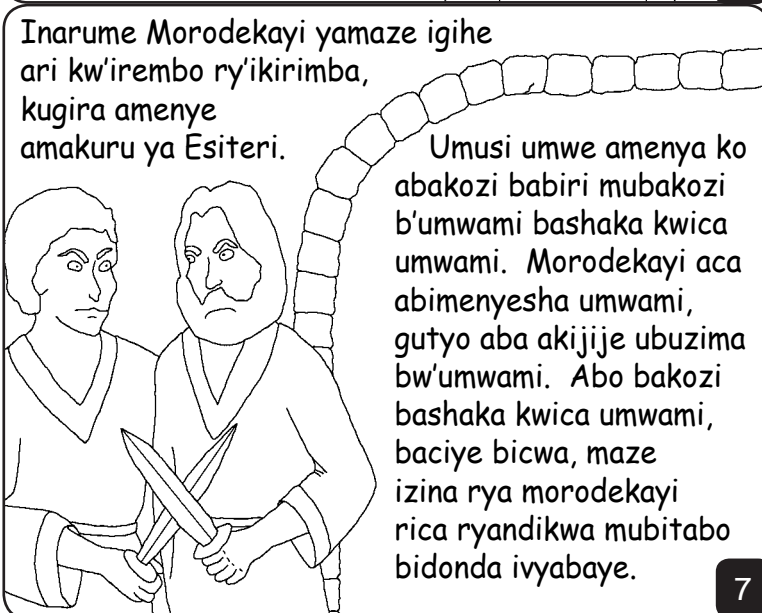 Inarume Morodekayi yamaze igihe
ari kw'irembo ry'ikirimba,
kugira amenye
amakuru ya Esiteri.
Umusi umwe amenya ko
abakozi babiri mubakozi
b'umwami bashaka kwica
umwami. Morodekayi aca
abimenyesha umwami,
gutyo aba akijije ubuzima
bw'umwami. Abo bakozi
bashaka kwica umwami,
baciye bicwa, maze
izina rya morodekayi
rica ryandikwa mubitabo
bidonda ivyabaye.
7